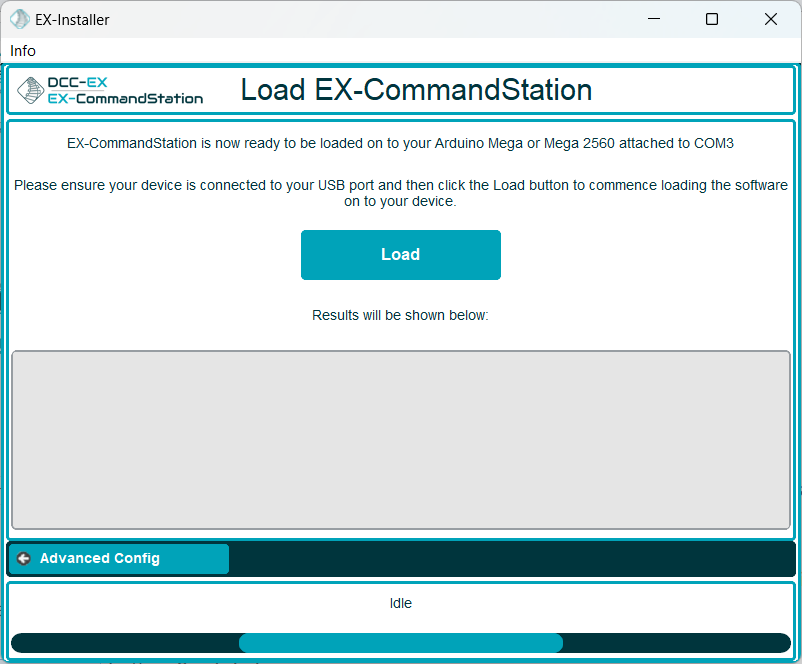 EX-Installer
Info
DCC-EX
EX-CommandStation
Load EX-CommandStation
EX-CommandStation is now ready to be loaded on to your Arduino Mega or Mega 2560 attached to COM3
Please ensure your device is connected to your USB port and then click the Load button to commence loading the software
on to your device.
Load
Results will be shown below:
Advanced Config
Idle